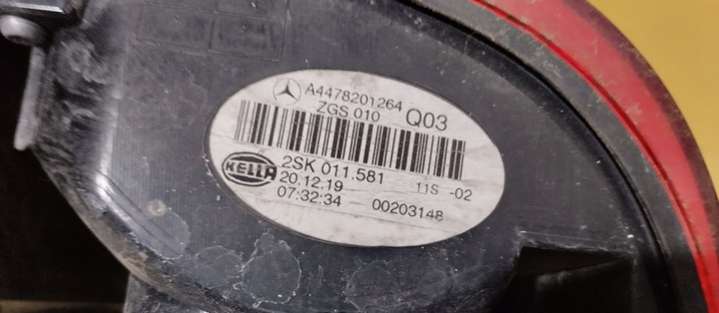 A4478201264
ZGS 010 Q03
HELLA 2SK 011.581 11S -02
20.12.19
07:32:34 00203148